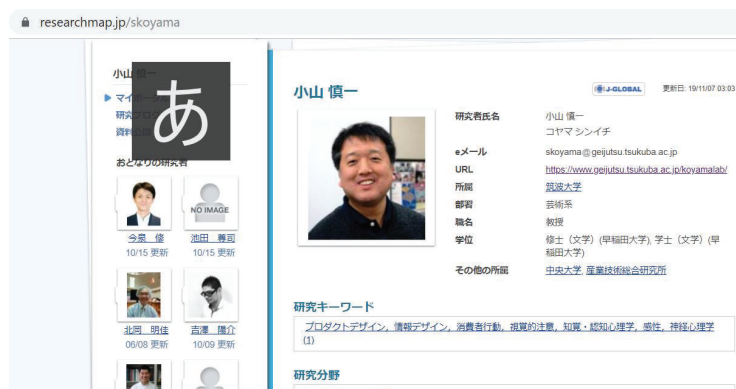 researchmap.jp/skoyama
小山 慎一
マイポータル
研究ブログ
資料公開
あ
おとなりの研究者
NO IMAGE
今泉 修
10/15 更新
池田 尊司
10/15 更新
北岡 明佳
06/08 更新
吉澤 陽介
10/09 更新
小山 慎一
J-GLOBAL
更新日: 19/11/07 03:03
研究者氏名 小山 慎一
コヤマ シンイチ
eメール skoyama@geijutsu.tsukuba.ac.jp
URL https://www.geijutsu.tsukuba.ac.jp/koyamalab/
所属 筑波大学
部署 芸術系
職名 教授
学位 修士（文学）(早稲田大学), 学士（文学）(早
稲田大学)
その他の所属 中央大学, 産業技術総合研究所
研究キーワード
プロダクトデザイン, 情報デザイン, 消費者行動, 視覚的注意, 知覚・認知心理学, 感性, 神経心理学
(1)
研究分野